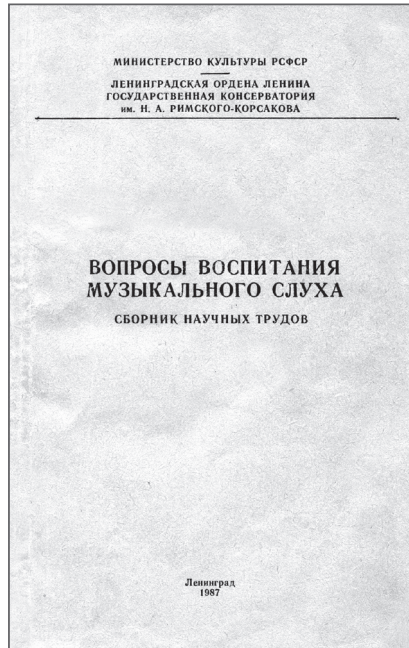 МИНИСТЕРСТВО КУЛЬТУРЫ РСФСР
ЛЕНИНГРАДСКАЯ ОРДЕНА ЛЕНИНА
ГОСУДАРСТВЕННАЯ КОНСЕРВАТОРИЯ
им. Н. А. РИМСКОГО-КОРСАКОВА
ВОПРОСЫ ВОСПИТАНИЯ
МУЗЫКАЛЬНОГО СЛУХА
СБОРНИК НАУЧНЫХ ТРУДОВ
Ленинград
1987